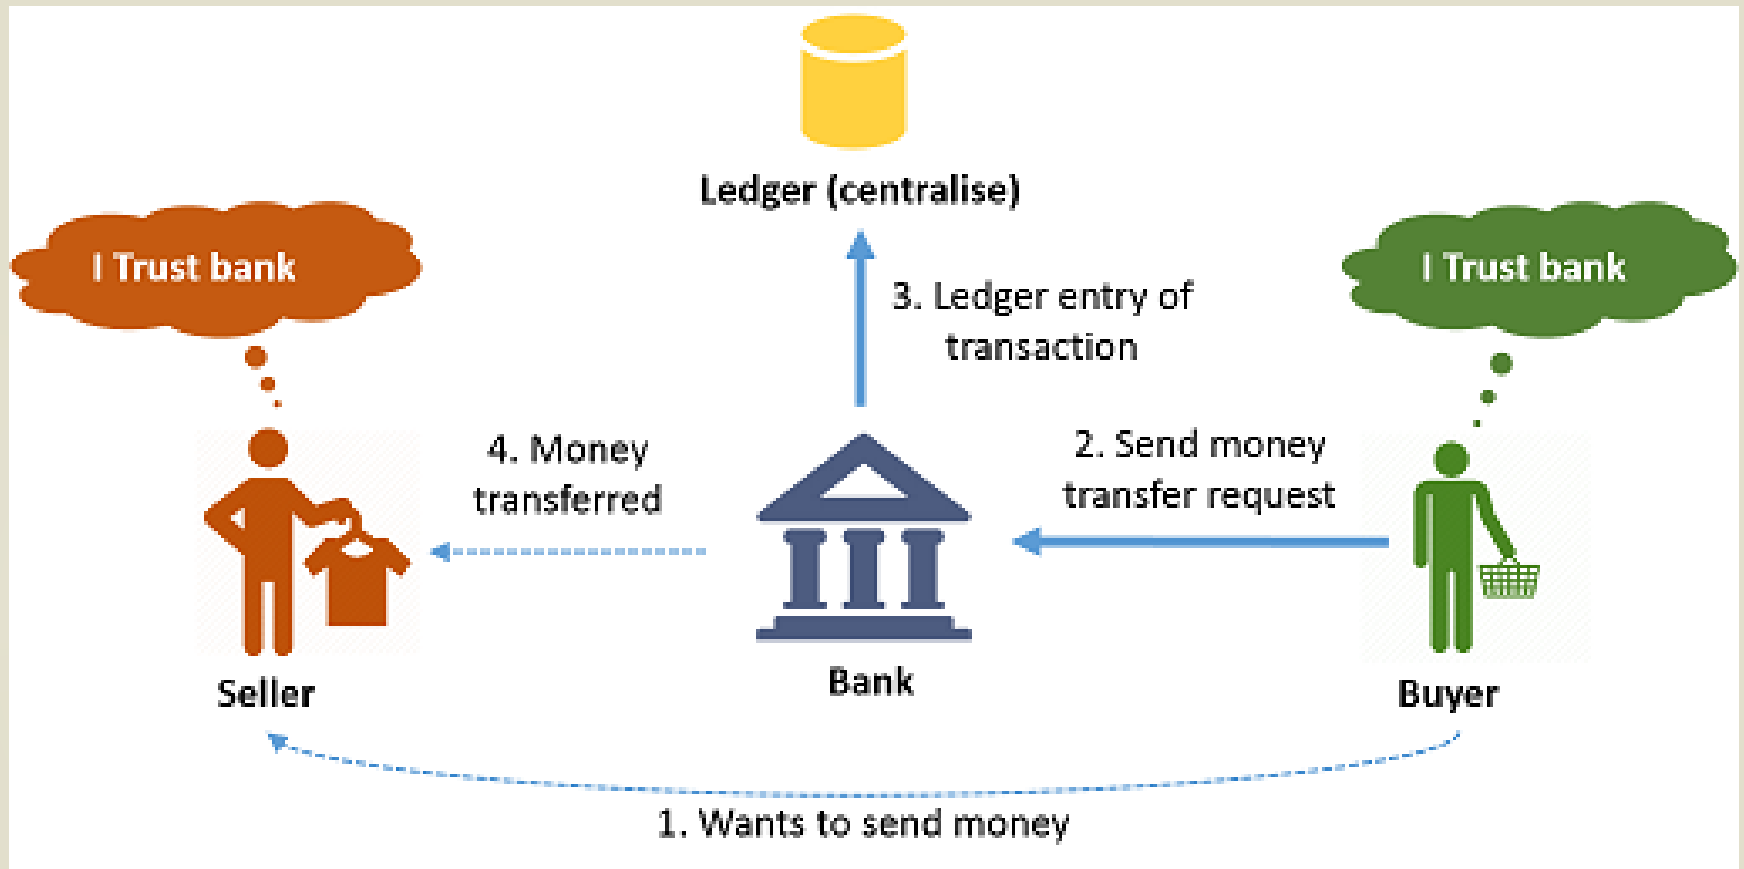 Ledger (centralise)
I Trust bank
I Trust bank
3. Ledger entry of
transaction
4. Money
transferred
2. Send money
transfer request
Seller
Bank
Buyer
1. Wants to send money